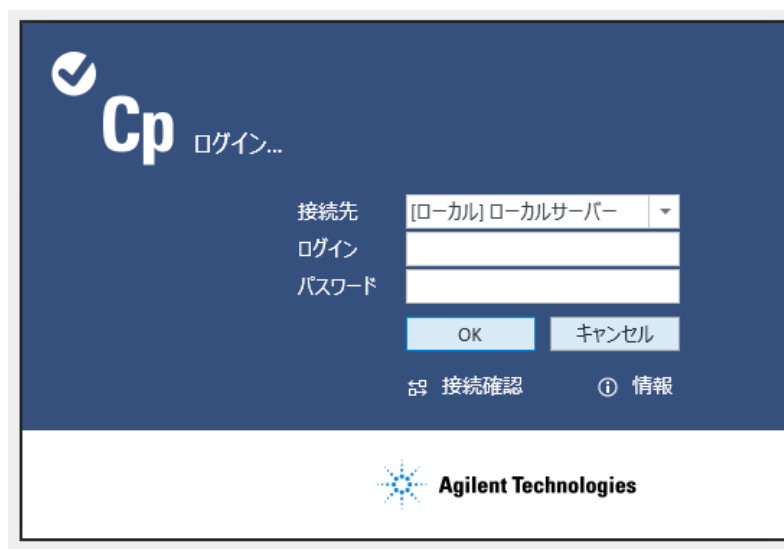 Cp ログイン...
接続先 [ローカル] ローカルサーバー
ログイン
パスワード
OK キャンセル
接続確認 情報
Agilent Technologies